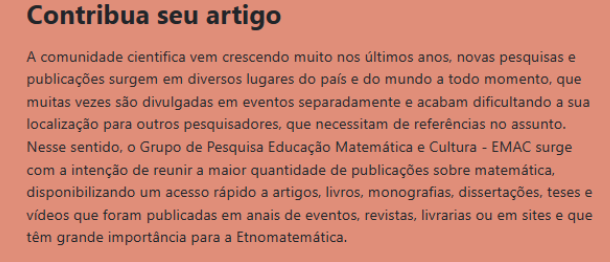 Contribua seu artigo
A comunidade cientifica vem crescendo muito nos últimos anos, novas pesquisas e
publicações surgem em diversos lugares do país e do mundo a todo momento, que
muitas vezes são divulgadas em eventos separadamente e acabam dificultando a sua
localização para outros pesquisadores, que necessitam de referências no assunto.
Nesse sentido, o Grupo de Pesquisa Educação Matemática e Cultura - EMAC surge
com a intenção de reunir a maior quantidade de publicações sobre matemática,
disponibilizando um acesso rápido a artigos, livros, monografias, dissertações, teses e
vídeos que foram publicadas em anais de eventos, revistas, livrarias ou em sites e que
têm grande importância para a Etnomatemática.